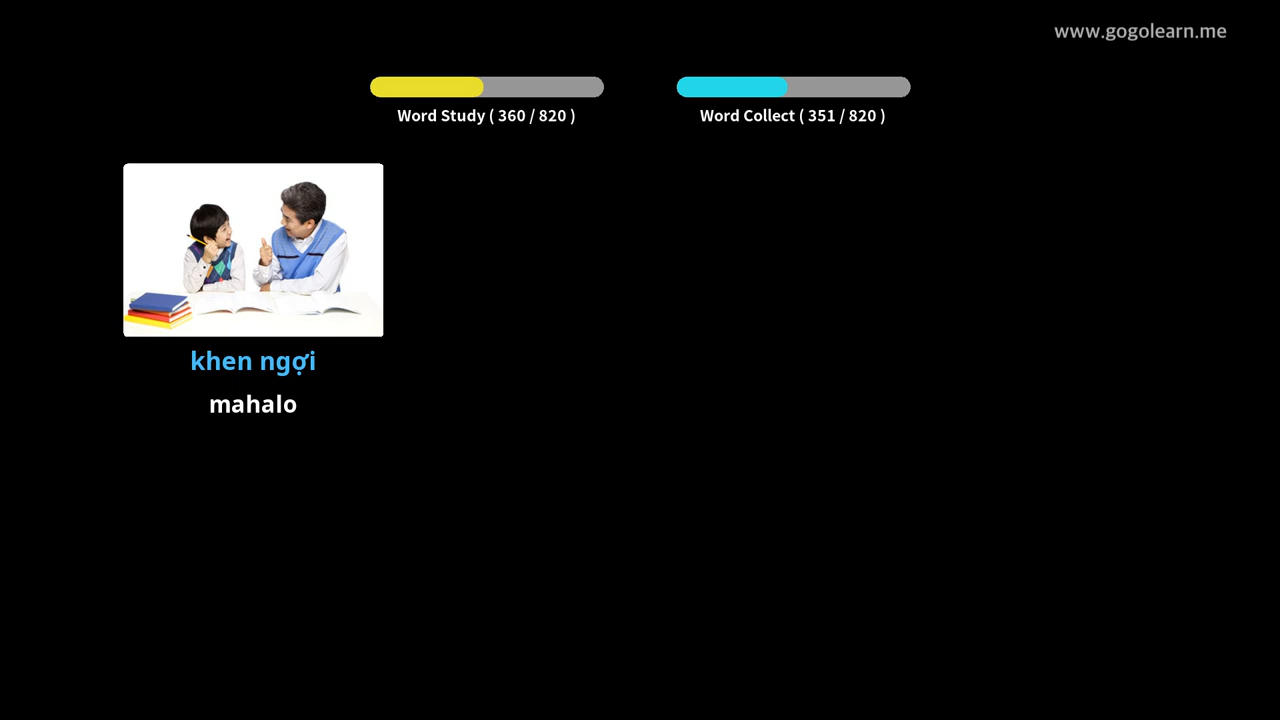 www.gogolearn.me
Word Study ( 360 / 820 )
Word Collect ( 351 / 820 )
khen ngợi
mahalo